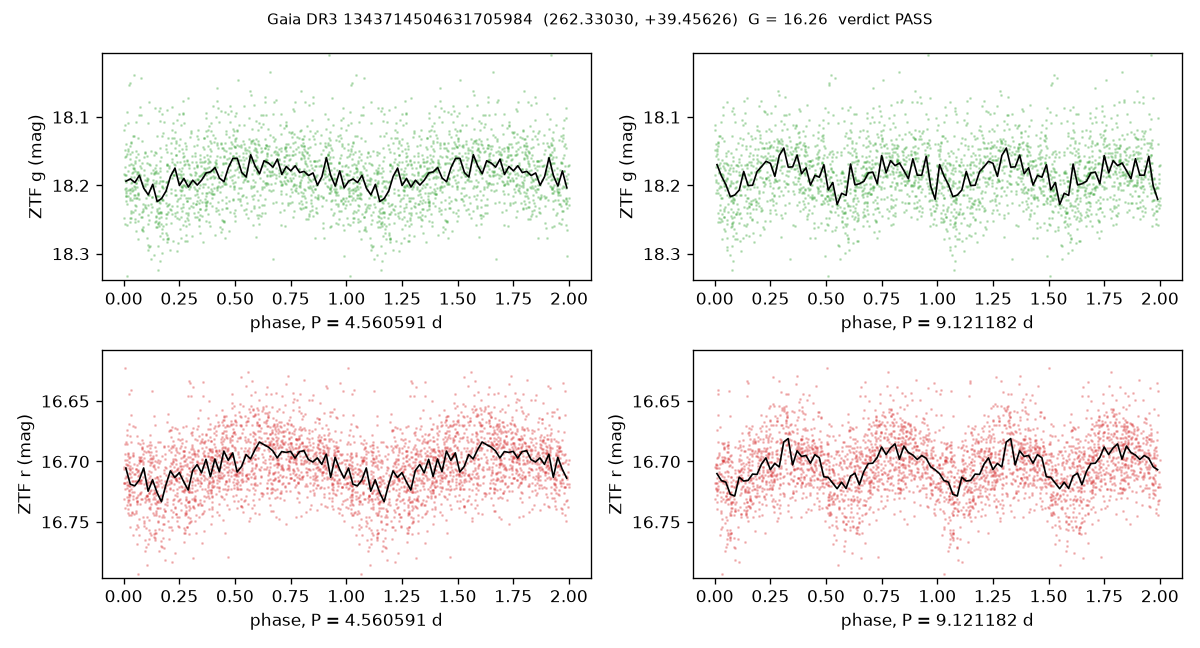 Gaia DR3 1343714504631705984 (262.33030, +39.45626) G = 16.26 verdict PASS
ZTF g (mag)
18.1
18.2
18.3
0.00 0.25 0.50 0.75 1.00 1.25 1.50 1.75 2.00
phase, P = 4.560591 d
ZTF g (mag)
18.1
18.2
18.3
0.00 0.25 0.50 0.75 1.00 1.25 1.50 1.75 2.00
phase, P = 9.121182 d
ZTF r (mag)
16.65
16.70
16.75
0.00 0.25 0.50 0.75 1.00 1.25 1.50 1.75 2.00
phase, P = 4.560591 d
ZTF r (mag)
16.65
16.70
16.75
0.00 0.25 0.50 0.75 1.00 1.25 1.50 1.75 2.00
phase, P = 9.121182 d